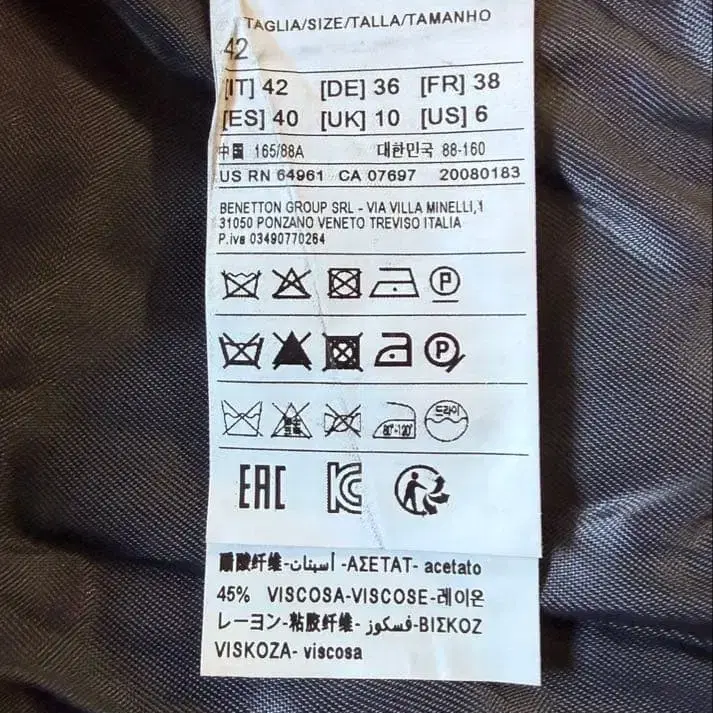 TAGLIA/SIZE/TALLA/TAMANHO
42
[IT] 42 [DE] 36 [FR] 38
[ES] 40 [UK] 10 [US] 6
中国 165/88A 대한민국 88-160
US RN 64961 CA 07697 20080183
BENETTON GROUP SRL - VIA VILLA MINELLI,1
31050 PONZANO VENETO TREVISO ITALIA
P.iva 03490770264
P
P
80°-120° 드라이
EAC KC
醋酸纤维-أسيتات -ΑΣΕΤΑΤ- acetato
45% VISCOSA-VISCOSE-레이온
レーヨン-粘胶纤维- فسكوز-ΒΙΣΚΟΖ
VISKOZA- viscosa